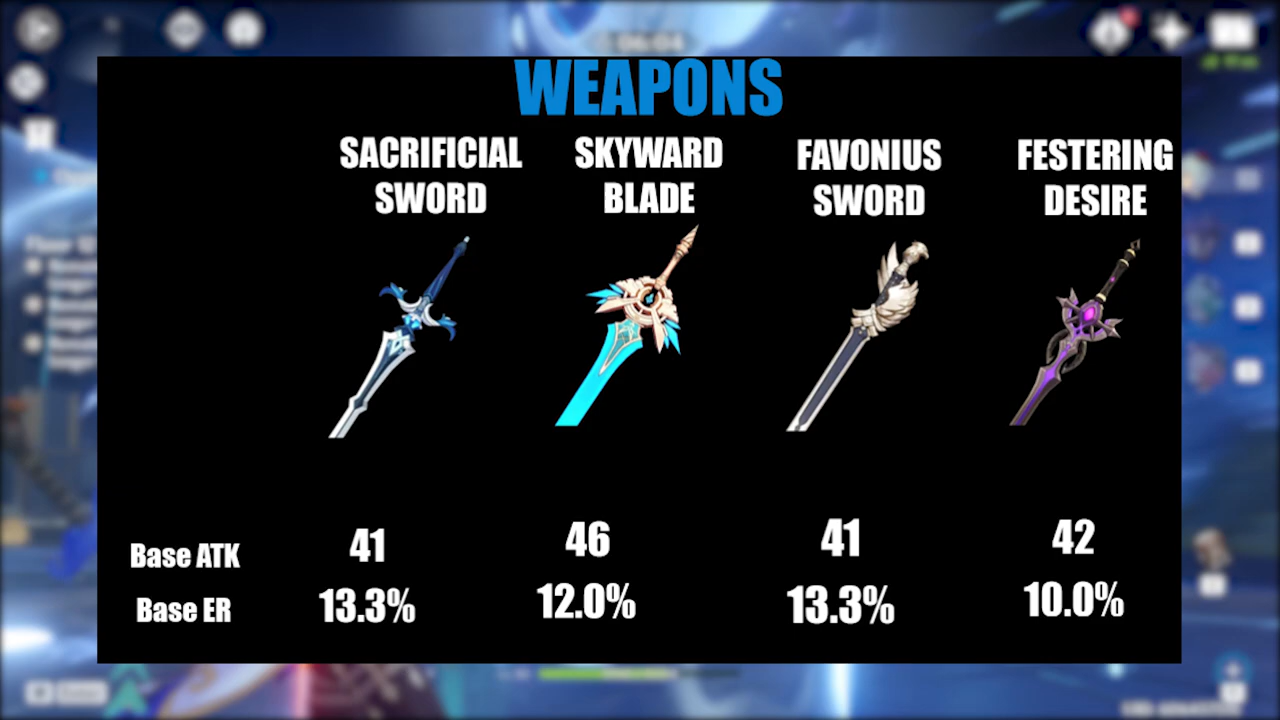 WEAPONS
SACRIFICIAL
SWORD
SKYWARD
BLADE
FAVONIUS
SWORD
FESTERING
DESIRE
Base ATK
41
46
41
42
Base ER
13.3%
12.0%
13.3%
10.0%